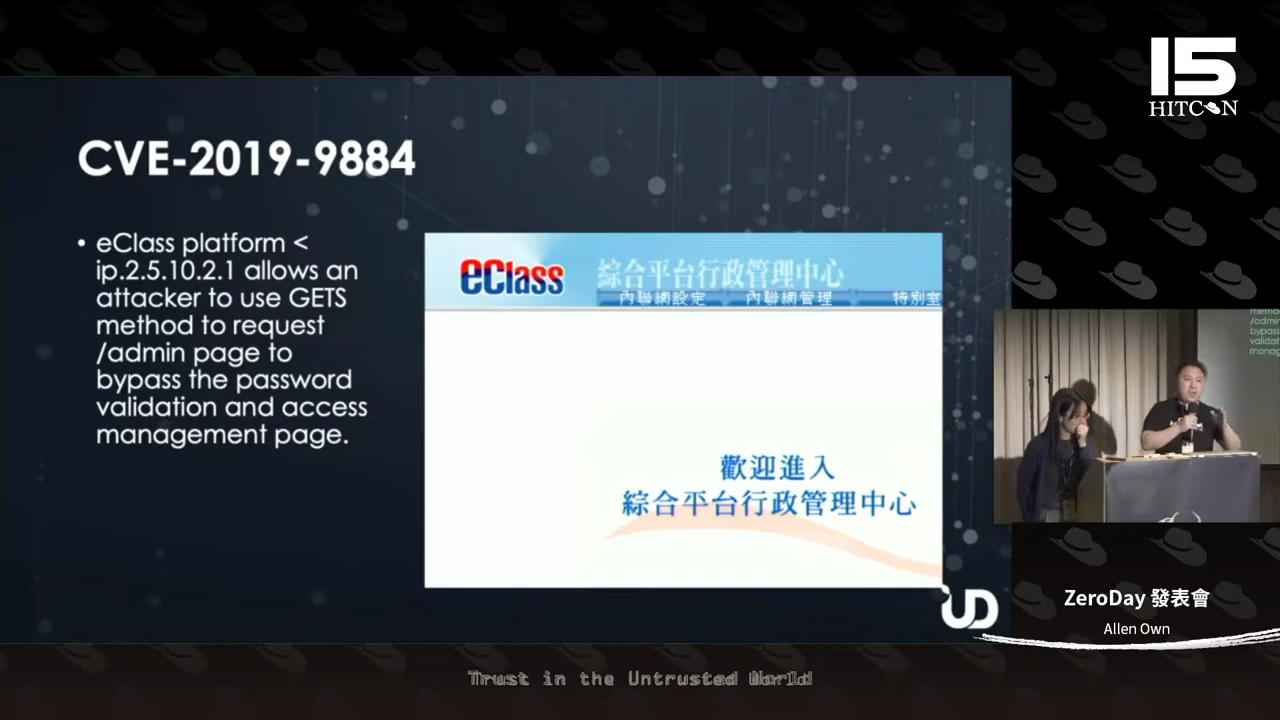 15
HITCON
CVE-2019-9884
• eClass platform <
ip.2.5.10.2.1 allows an
attacker to use GETS
method to request
/admin page to
bypass the password
validation and access
management page.
eClass 綜合平台行政管理中心
內聯網設定 內聯網管理 特別室
歡迎進入
綜合平台行政管理中心
/admin
bypass
validat
ZeroDay 發表會
Allen Own
Trust in the Untrusted World